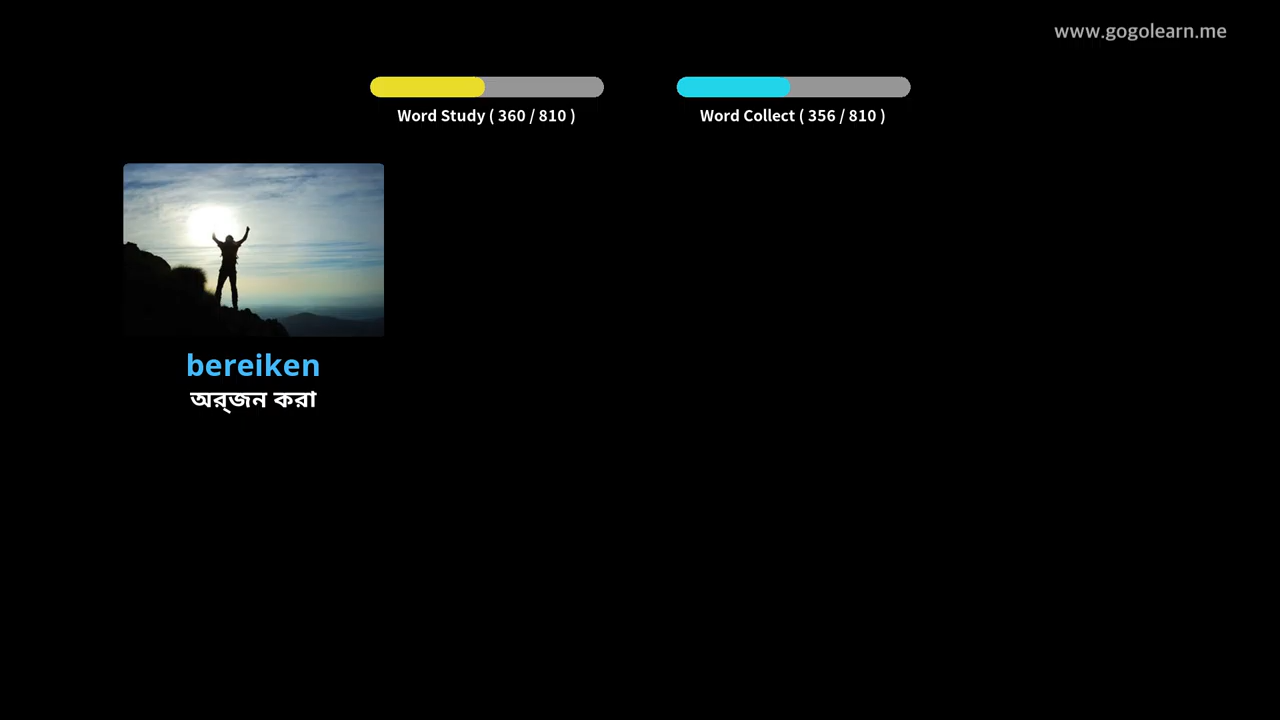 www.gogolearn.me
Word Study ( 360 / 810 )
Word Collect ( 356 / 810 )
bereiken
অর্জন করা